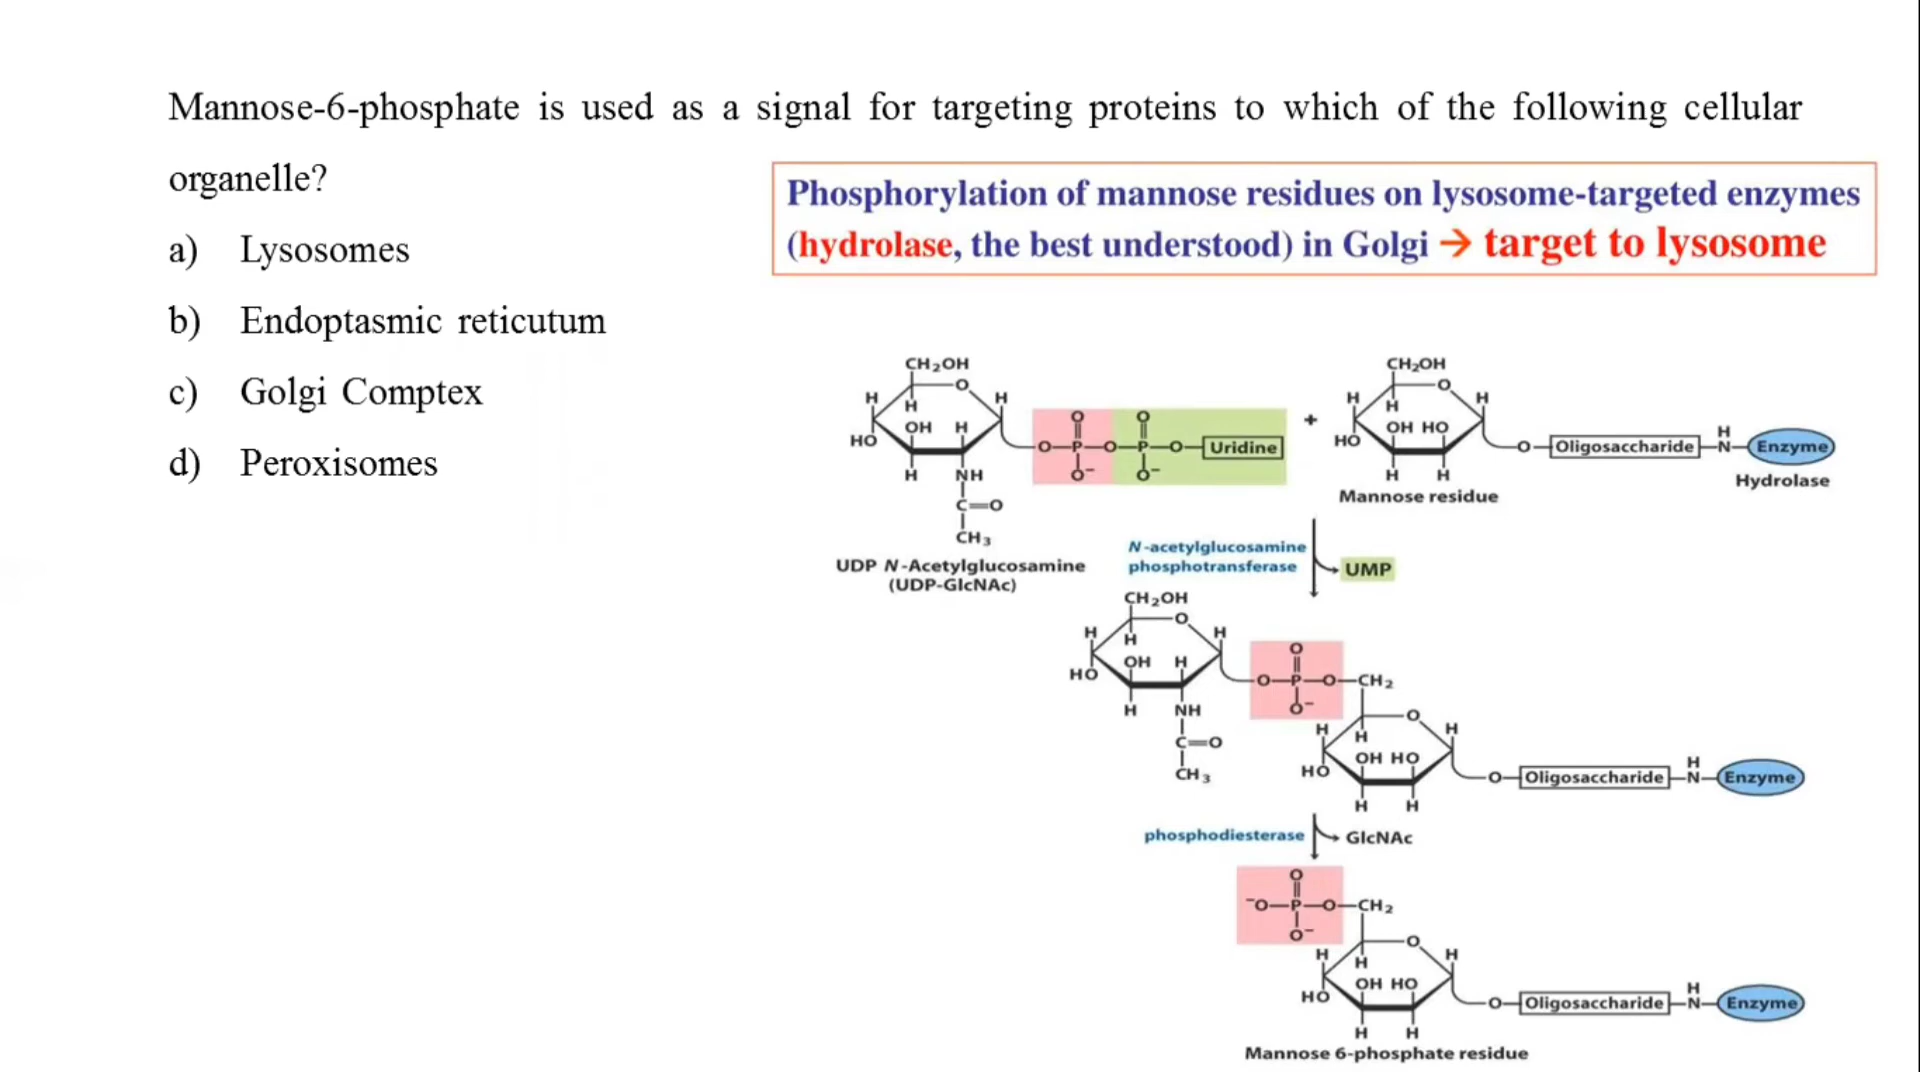 Mannose-6-phosphate is used as a signal for targeting proteins to which of the following cellular
organelle?
a) Lysosomes
b) Endoptasmic reticutum
c) Golgi Comptex
d) Peroxisomes
Phosphorylation of mannose residues on lysosome-targeted enzymes
(hydrolase, the best understood) in Golgi → target to lysosome
CH₂OH
O
H
H
H
OH H
HO
H
NH
C=O
CH₃
O
O
O–P–O–P–O–Uridine
O⁻
O⁻
UDP N-Acetylglucosamine
(UDP-GlcNAc)
+
CH₂OH
O
H
H
H
OH HO
HO
H H
O–Oligosaccharide–N–Enzyme
H
Mannose residue
Hydrolase
N-acetylglucosamine
phosphotransferase
UMP
CH₂OH
O
H
H
H
OH H
HO
H
NH
C=O
CH₃
O
O–P–O–CH₂
O⁻
O
H
H
H
OH HO
HO
H H
O–Oligosaccharide–N–Enzyme
H
phosphodiesterase
GlcNAc
O
⁻O–P–O–CH₂
O⁻
O
H
H
H
OH HO
HO
H H
O–Oligosaccharide–N–Enzyme
H
Mannose 6-phosphate residue